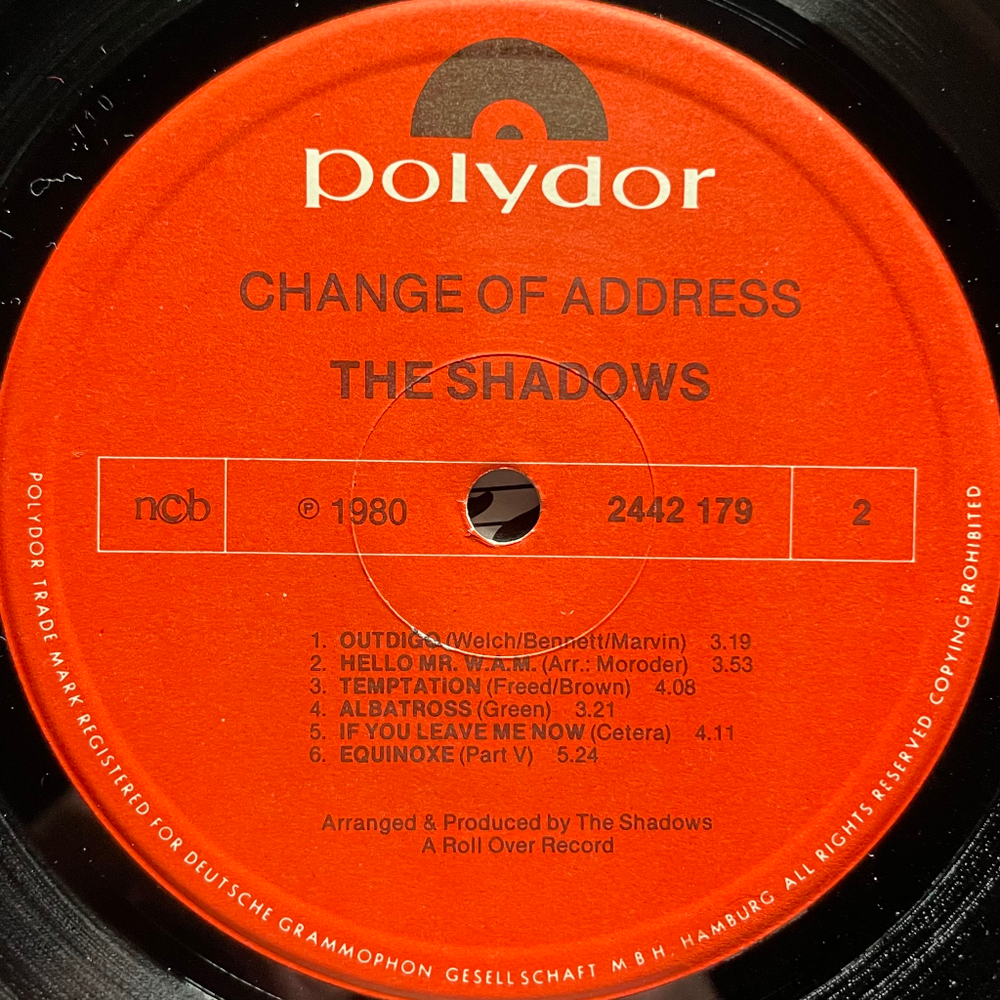 polydor
CHANGE OF ADDRESS
THE SHADOWS
ncb
℗ 1980
2442 179
2
1. OUTDIGO (Welch/Bennett/Marvin) 3.19
2. HELLO MR. W.A.M. (Arr.: Moroder) 3.53
3. TEMPTATION (Freed/Brown) 4.08
4. ALBATROSS (Green) 3.21
5. IF YOU LEAVE ME NOW (Cetera) 4.11
6. EQUINOXE (Part V) 5.24
Arranged & Produced by The Shadows
A Roll Over Record
POLYDOR TRADE MARK REGISTERED FOR DEUTSCHE GRAMMOPHON GESELLSCHAFT M B H. HAMBURG ALL RIGHTS RESERVED COPYING PROHIBITED